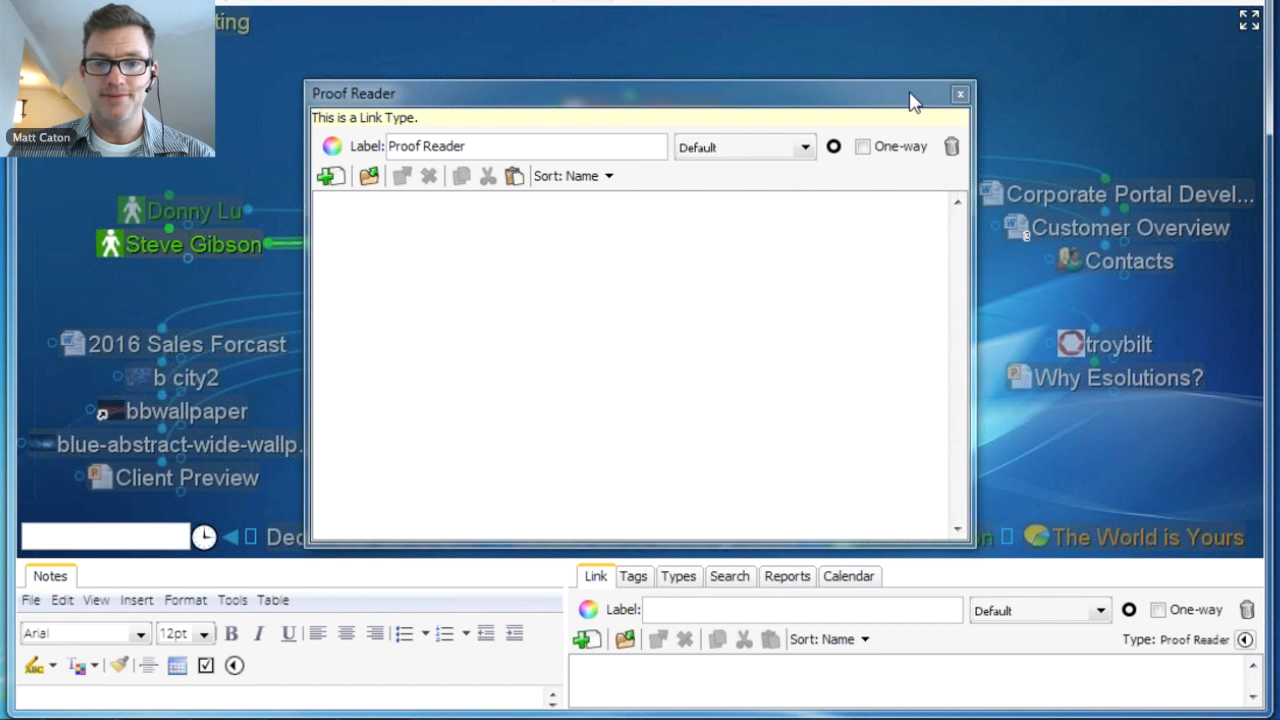 ting
Matt Caton
Proof Reader
This is a Link Type.
Label: Proof Reader
Default
One-way
Sort: Name
Donny Lu
Steve Gibson
2016 Sales Forcast
b city2
bbwallpaper
blue-abstract-wide-wallp...
Client Preview
Corporate Portal Devel...
3 Customer Overview
Contacts
troybilt
Why Esolutions?
The World is Yours
Notes
File Edit View Insert Format Tools Table
Arial 12pt B I U
ABC T
Link Tags Types Search Reports Calendar
Label: Default One-way
Sort: Name Type: Proof Reader